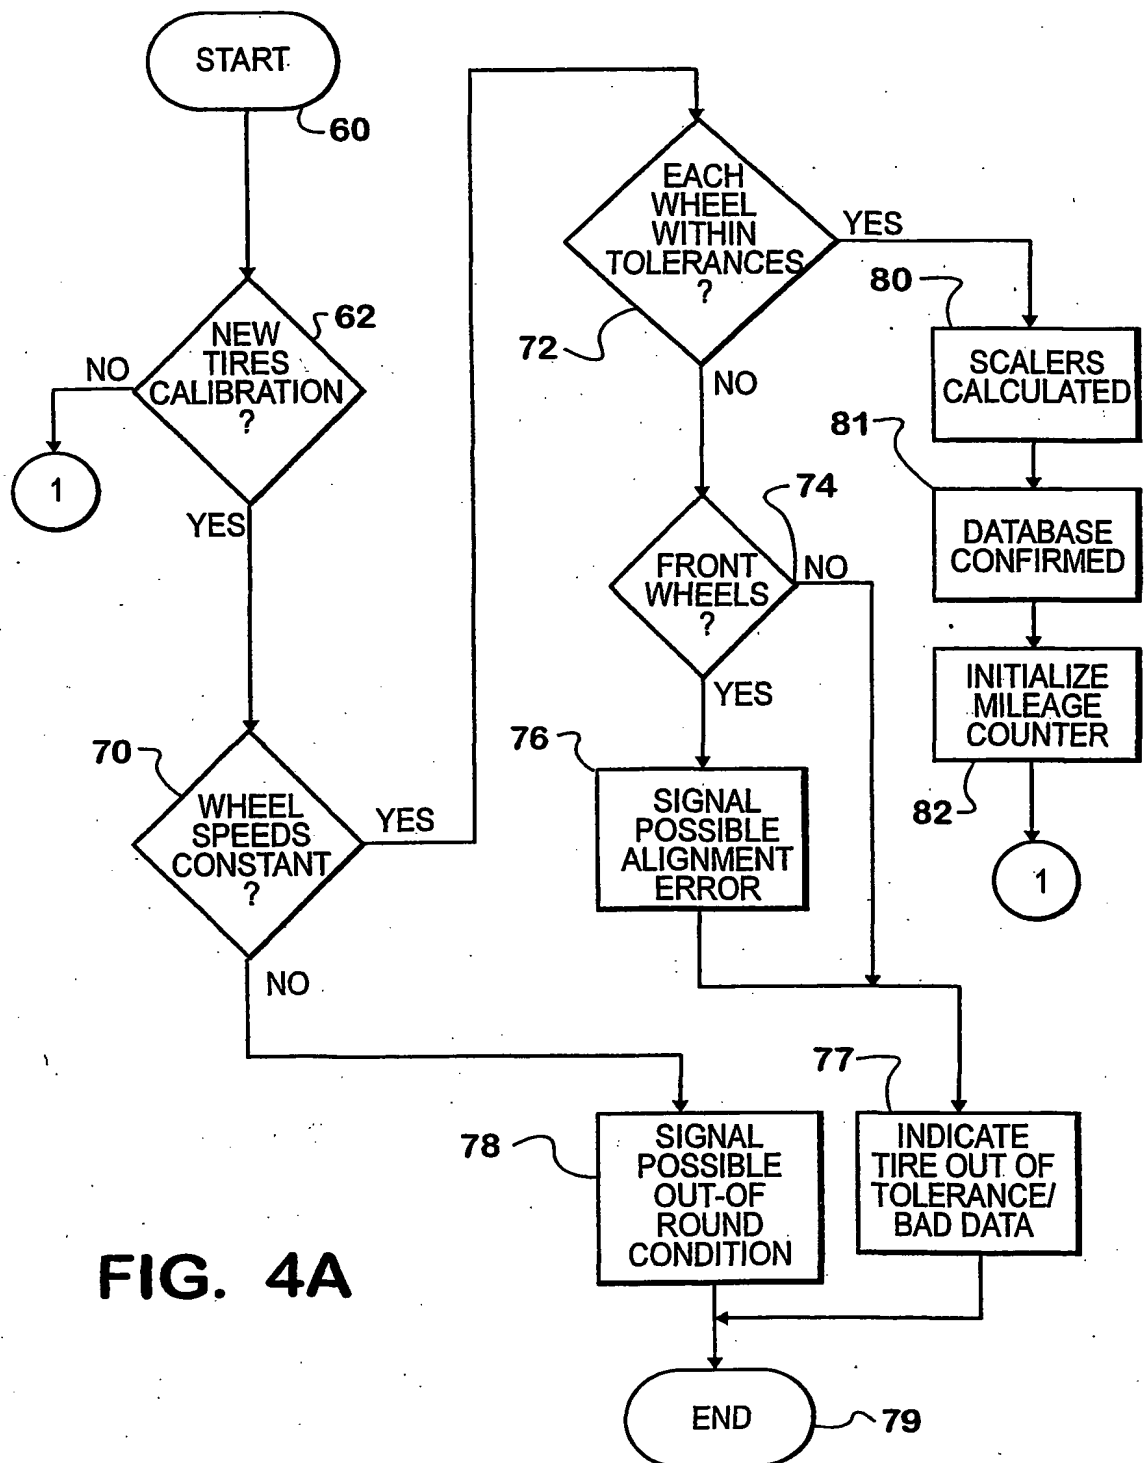 START
60
NEW
TIRES
CALIBRATION
?
62
NO
1
YES
70
WHEEL
SPEEDS
CONSTANT
?
YES
NO
EACH
WHEEL
WITHIN
TOLERANCES
?
72
YES
NO
80
SCALERS
CALCULATED
81
DATABASE
CONFIRMED
INITIALIZE
MILEAGE
COUNTER
82
1
74
FRONT
WHEELS
?
NO
YES
76
SIGNAL
POSSIBLE
ALIGNMENT
ERROR
77
INDICATE
TIRE OUT OF
TOLERANCE/
BAD DATA
78
SIGNAL
POSSIBLE
OUT-OF
ROUND
CONDITION
END
79
FIG. 4A